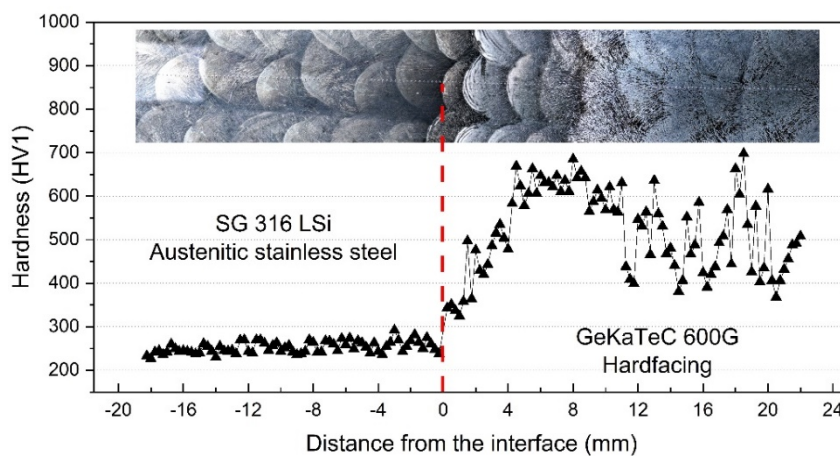 1000
900
800
700
600
500
400
300
200
Hardness (HV1)
SG 316 LSi
Austenitic stainless steel
GeKaTeC 600G
Hardfacing
-20 -16 -12 -8 -4 0 4 8 12 16 20 24
Distance from the interface (mm)